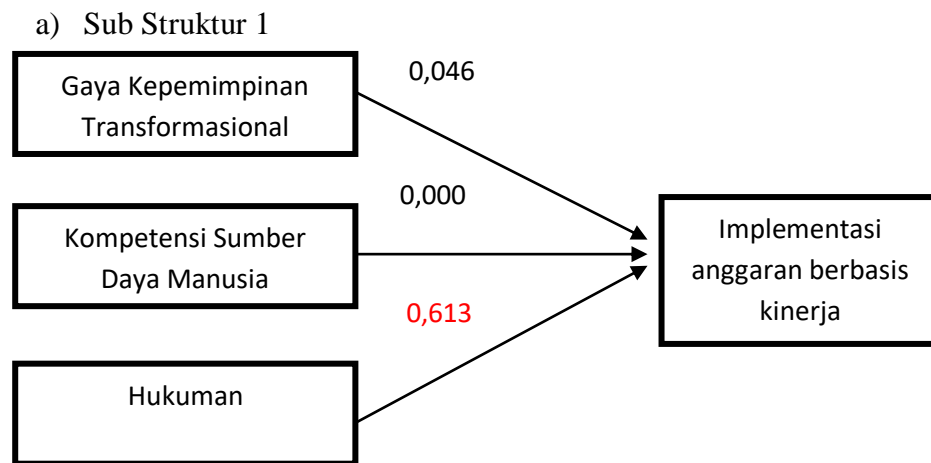 a) Sub Struktur 1
Gaya Kepemimpinan
Transformasional
0,046
0,000
Kompetensi Sumber
Daya Manusia
Implementasi
anggaran berbasis
kinerja
0,613
Hukuman